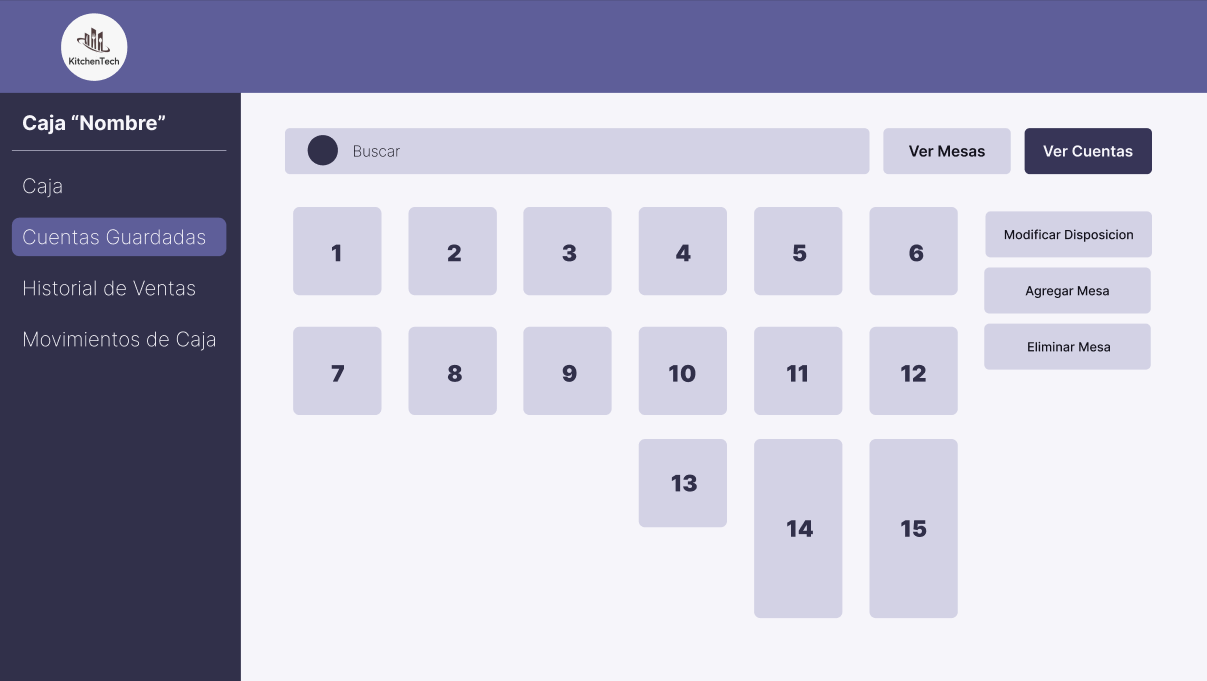 KitchenTech
Caja “Nombre”
Caja
Cuentas Guardadas
Historial de Ventas
Movimientos de Caja
Buscar
Ver Mesas
Ver Cuentas
1 2 3 4 5 6
Modificar Disposicion
Agregar Mesa
Eliminar Mesa
7 8 9 10 11 12
13
14 15